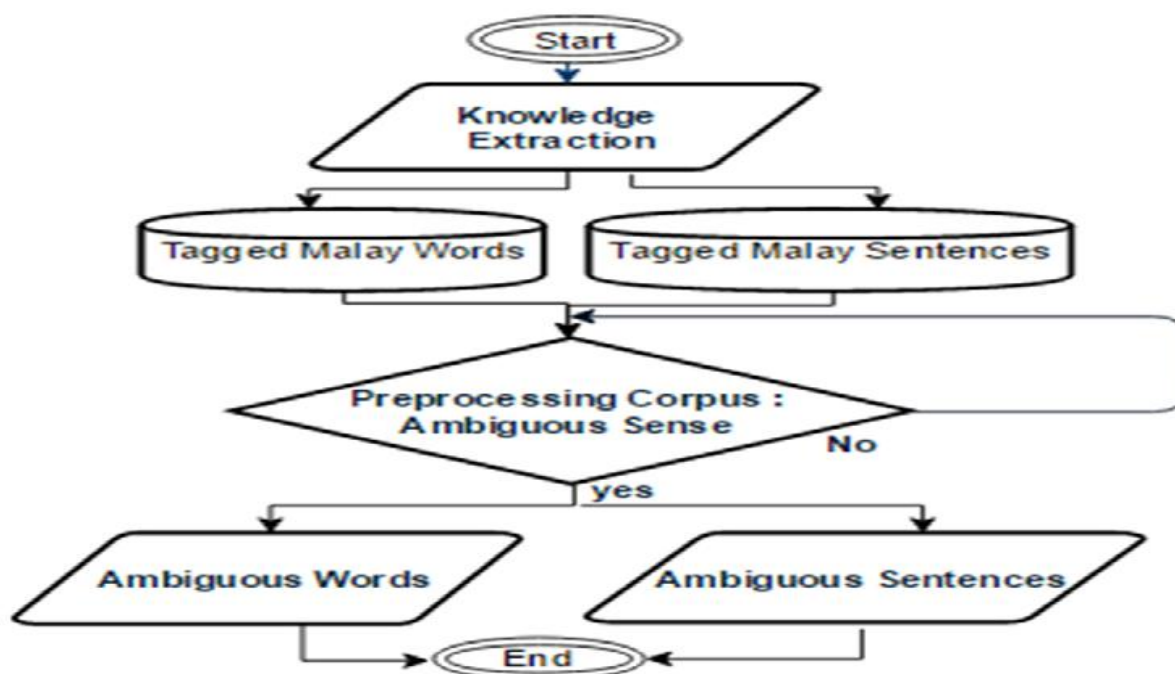 Start
Knowledge
Extraction
Tagged Malay Words
Tagged Malay Sentences
Preprocessing Corpus :
Ambiguous Sense
No
yes
Ambiguous Words
Ambiguous Sentences
End